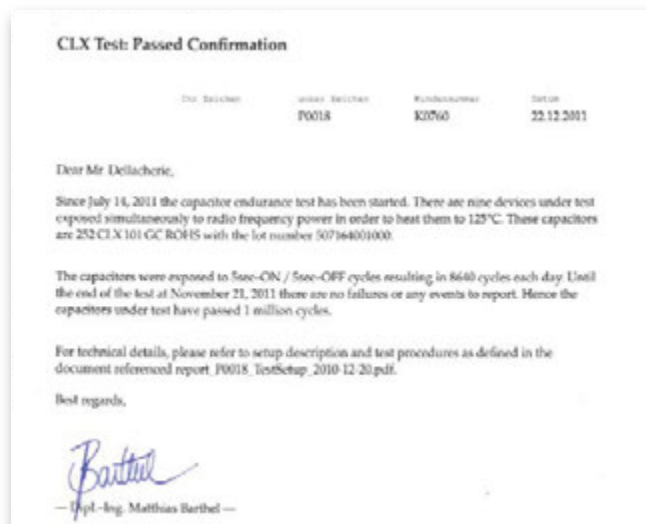 CLX Test: Passed Confirmation
Ihr Zeichen unser Zeichen Kundennummer Datum
P0018 K0760 22.12.2011
Dear Mr. Dellacherie,
Since July 14, 2011 the capacitor endurance test has been started. There are nine devices under test
exposed simultaneously to radio frequency power in order to heat them to 125°C. These capacitors
are 252 CLX 101 GC ROHS with the lot number 507164001000.
The capacitors were exposed to 5sec-ON / 5sec-OFF cycles resulting in 8640 cycles each day. Until
the end of the test at November 21, 2011 there are no failures or any events to report. Hence the
capacitors under test have passed 1 million cycles.
For technical details, please refer to setup description and test procedures as defined in the
document referenced report_P0018_TestSetup_2010-12-20.pdf.
Best regards,
Barthel
— Dipl.-Ing. Matthias Barthel —